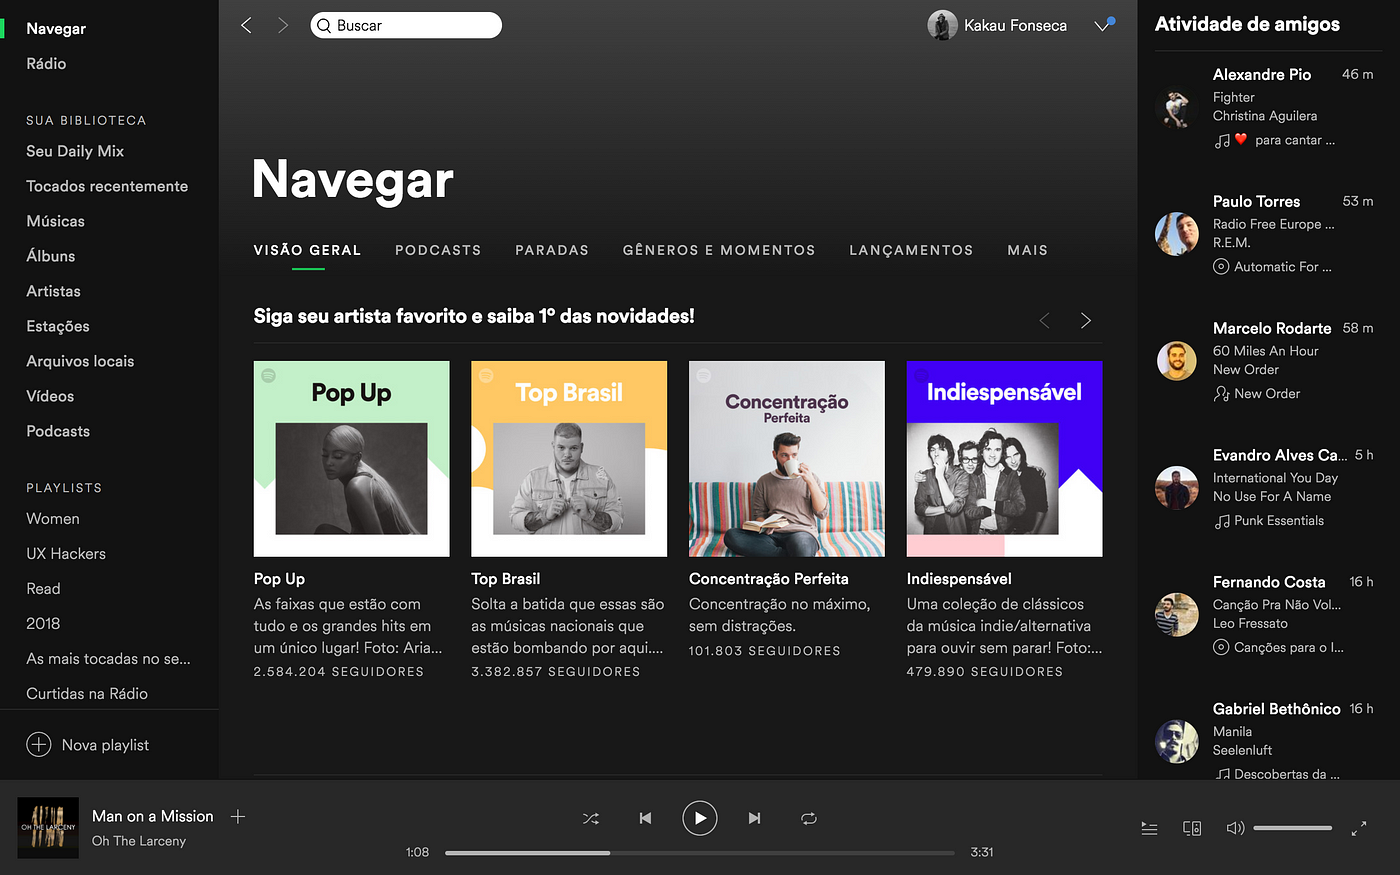 Navegar
Rádio
SUA BIBLIOTECA
Seu Daily Mix
Tocados recentemente
Músicas
Álbuns
Artistas
Estações
Arquivos locais
Vídeos
Podcasts
PLAYLISTS
Women
UX Hackers
Read
2018
As mais tocadas no se...
Curtidas na Rádio
Nova playlist
Buscar
Kakau Fonseca
Navegar
VISÃO GERAL PODCASTS PARADAS GÊNEROS E MOMENTOS LANÇAMENTOS MAIS
Siga seu artista favorito e saiba 1º das novidades!
Pop Up
Pop Up
As faixas que estão com
tudo e os grandes hits em
um único lugar! Foto: Aria...
2.584.204 SEGUIDORES
Top Brasil
Top Brasil
Solta a batida que essas são
as músicas nacionais que
estão bombando por aqui....
3.382.857 SEGUIDORES
Concentração
Perfeita
Concentração Perfeita
Concentração no máximo,
sem distrações.
101.803 SEGUIDORES
Indiespensável
Indiespensável
Uma coleção de clássicos
da música indie/alternativa
para ouvir sem parar! Foto:...
479.890 SEGUIDORES
Atividade de amigos
Alexandre Pio 46 m
Fighter
Christina Aguilera
❤️ para cantar ...
Paulo Torres 53 m
Radio Free Europe ...
R.E.M.
Automatic For ...
Marcelo Rodarte 58 m
60 Miles An Hour
New Order
New Order
Evandro Alves Ca... 5 h
International You Day
No Use For A Name
Punk Essentials
Fernando Costa 16 h
Canção Pra Não Vol...
Leo Fressato
Canções para o I...
Gabriel Bethônico 16 h
Manila
Seelenluft
Descobertas da ...
OH THE LARCENY
Man on a Mission
Oh The Larceny
1:08
3:31